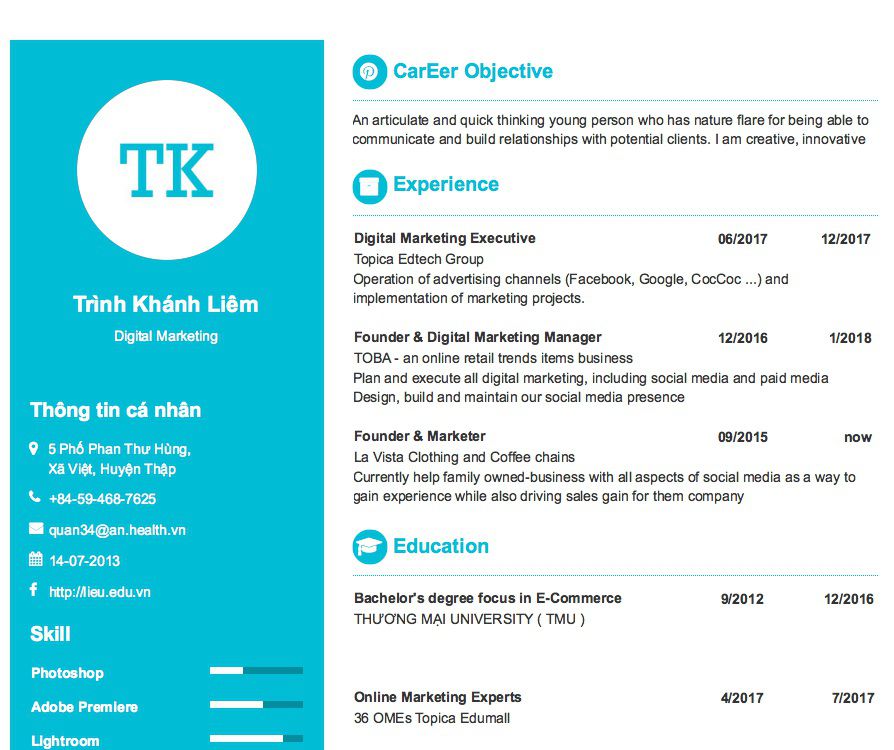 TK
Trình Khánh Liêm
Digital Marketing
Thông tin cá nhân
5 Phố Phan Thư Hùng,
Xã Việt, Huyện Thập
+84-59-468-7625
quan34@an.health.vn
14-07-2013
http://lieu.edu.vn
Skill
Photoshop
Adobe Premiere
Lightroom
CarEer Objective
An articulate and quick thinking young person who has nature flare for being able to
communicate and build relationships with potential clients. I am creative, innovative
Experience
Digital Marketing Executive 06/2017 12/2017
Topica Edtech Group
Operation of advertising channels (Facebook, Google, CocCoc ...) and
implementation of marketing projects.
Founder & Digital Marketing Manager 12/2016 1/2018
TOBA - an online retail trends items business
Plan and execute all digital marketing, including social media and paid media
Design, build and maintain our social media presence
Founder & Marketer 09/2015 now
La Vista Clothing and Coffee chains
Currently help family owned-business with all aspects of social media as a way to
gain experience while also driving sales gain for them company
Education
Bachelor's degree focus in E-Commerce 9/2012 12/2016
THƯƠNG MẠI UNIVERSITY ( TMU )
Online Marketing Experts 4/2017 7/2017
36 OMEs Topica Edumall